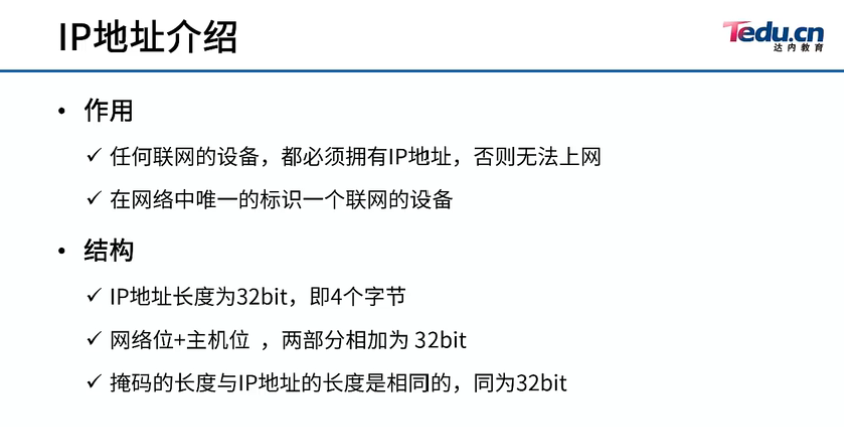 IP地址介绍
Tedu.cn
达内教育
• 作用
✓ 任何联网的设备，都必须拥有IP地址，否则无法上网
✓ 在网络中唯一的标识一个联网的设备
• 结构
✓ IP地址长度为32bit，即4个字节
✓ 网络位+主机位 ，两部分相加为 32bit
✓ 掩码的长度与IP地址的长度是相同的，同为32bit